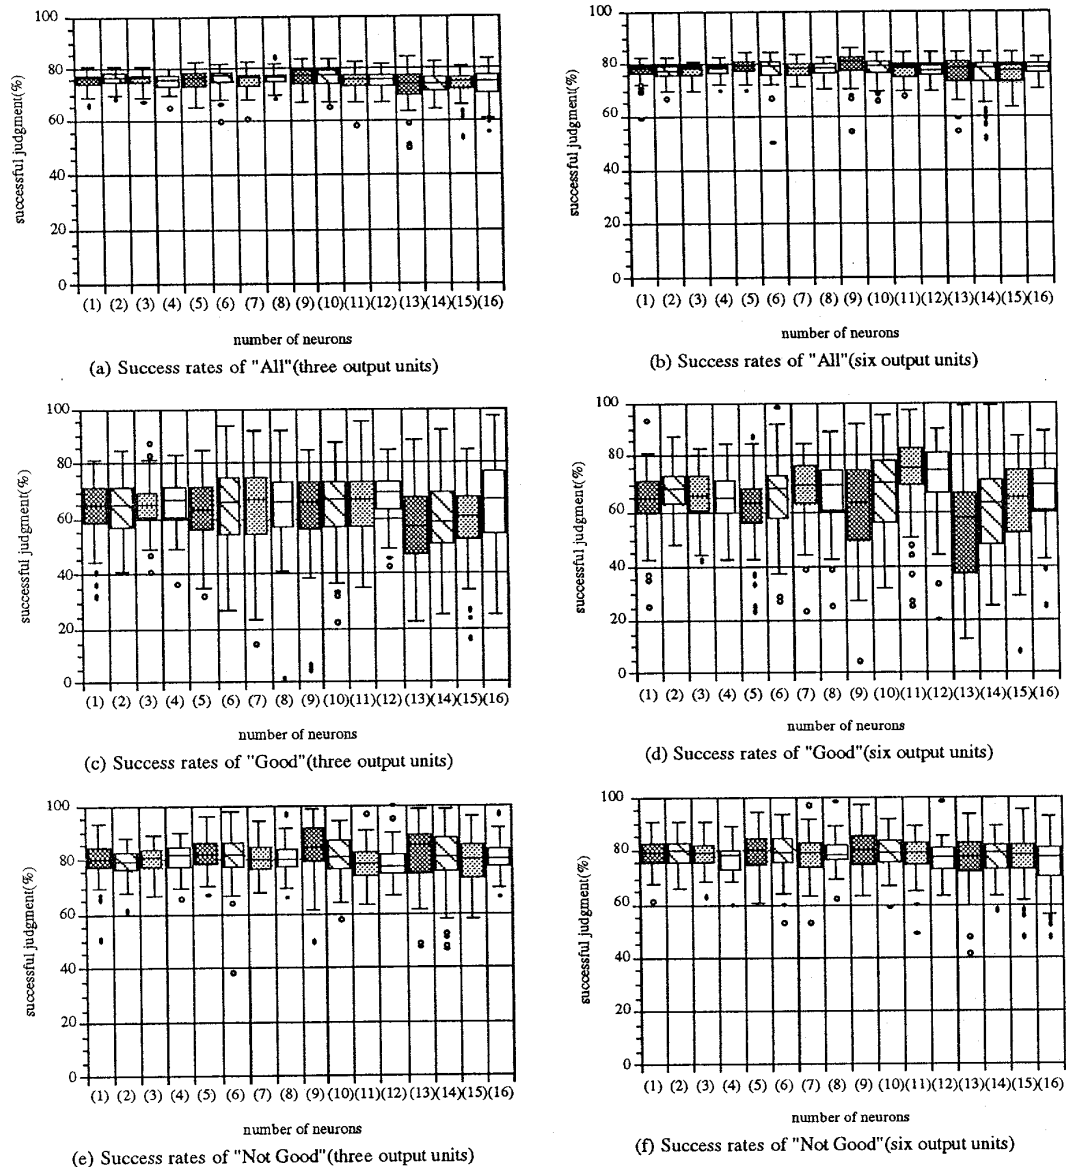 100
80
60
40
20
0
successful judgment(%)
(1) (2) (3) (4) (5) (6) (7) (8) (9) (10)(11)(12) (13)(14)(15)(16)
number of neurons
(a) Success rates of "All"(three output units)
100
80
60
40
20
0
successful judgment(%)
(1) (2) (3) (4) (5) (6) (7) (8) (9)(10)(11)(12)(13)(14)(15)(16)
number of neurons
(b) Success rates of "All"(six output units)
100
80
60
40
20
0
successful judgment(%)
(1) (2) (3) (4) (5) (6) (7) (8) (9) (10)(11)(12) (13)(14)(15)(16)
number of neurons
(c) Success rates of "Good"(three output units)
100
80
60
40
20
0
successful judgment(%)
(1) (2) (3) (4) (5) (6) (7) (8) (9) (10)(11)(12)(13)(14)(15)(16)
number of neurons
(d) Success rates of "Good"(six output units)
100
80
60
40
20
0
successful judgment(%)
(1) (2) (3) (4) (5) (6) (7) (8) (9) (10)(11)(12) (13)(14)(15)(16)
number of neurons
(e) Success rates of "Not Good"(three output units)
100
80
60
40
20
0
successful judgment(%)
(1) (2) (3) (4) (5) (6) (7) (8) (9) (10)(11)(12)(13)(14)(15)(16)
number of neurons
(f) Success rates of "Not Good"(six output units)